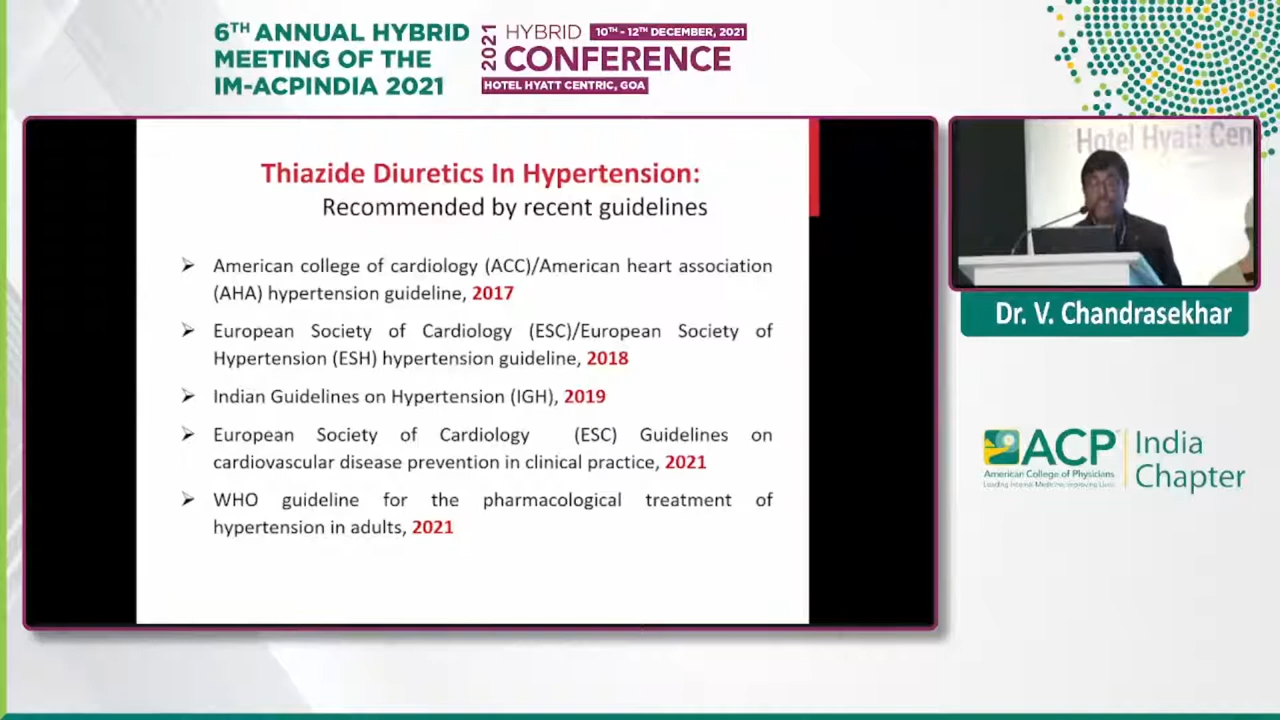 6TH ANNUAL HYBRID
MEETING OF THE
IM-ACPINDIA 2021
2021
HYBRID
10TH - 12TH DECEMBER, 2021
CONFERENCE
HOTEL HYATT CENTRIC, GOA
Thiazide Diuretics In Hypertension:
Recommended by recent guidelines
➢ American college of cardiology (ACC)/American heart association
(AHA) hypertension guideline, 2017
➢ European Society of Cardiology (ESC)/European Society of
Hypertension (ESH) hypertension guideline, 2018
➢ Indian Guidelines on Hypertension (IGH), 2019
➢ European Society of Cardiology (ESC) Guidelines on
cardiovascular disease prevention in clinical practice, 2021
➢ WHO guideline for the pharmacological treatment of
hypertension in adults, 2021
Hotel Hyatt Cen
Dr. V. Chandrasekhar
ACP
American College of Physicians
Leading Internal Medicine, Improving Lives
India
Chapter